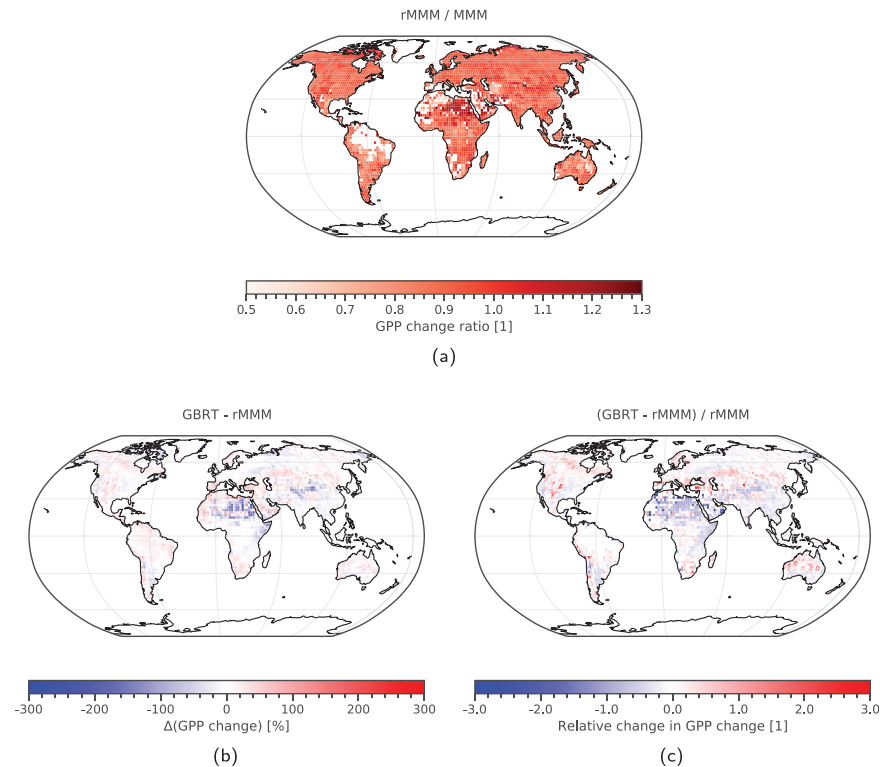 rMMM / MMM
0.5 0.6 0.7 0.8 0.9 1.0 1.1 1.2 1.3
GPP change ratio [1]
(a)
GBRT - rMMM
(GBRT - rMMM) / rMMM
-300 -200 -100 0 100 200 300
-3.0 -2.0 -1.0 0.0 1.0 2.0 3.0
Δ(GPP change) [%]
Relative change in GPP change [1]
(b)
(c)